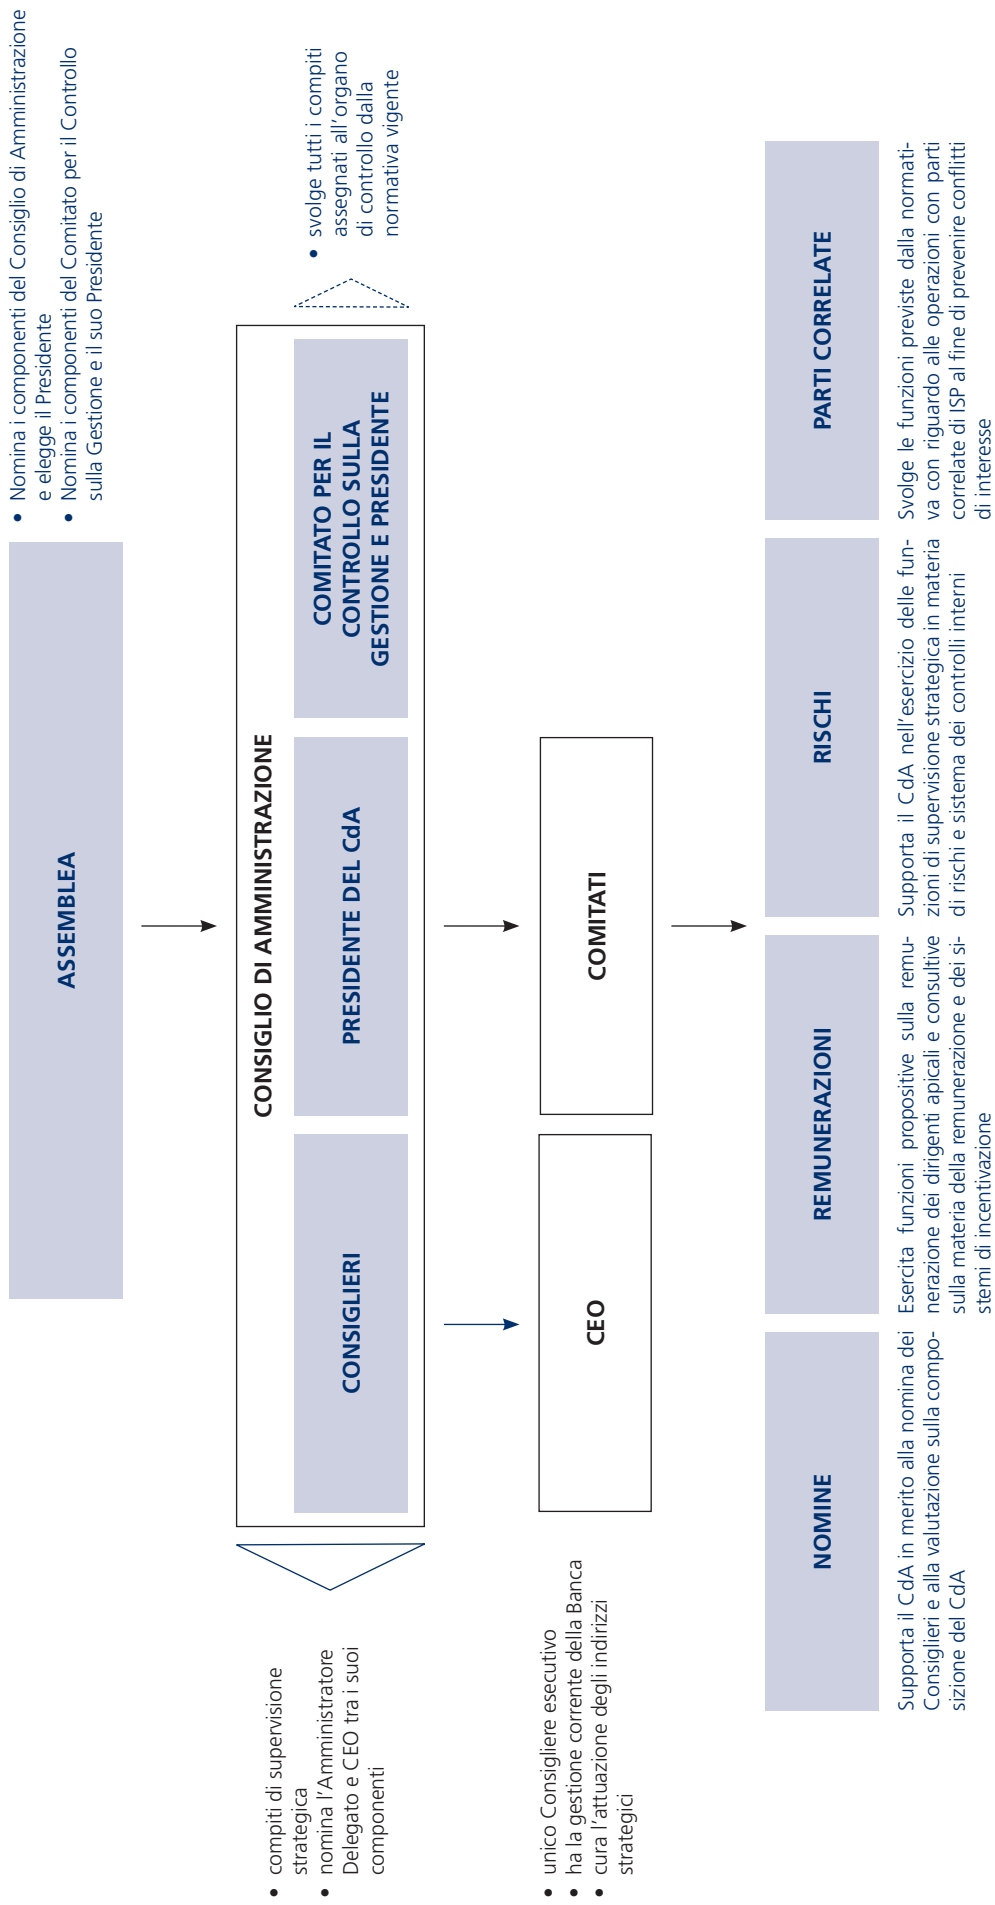 ASSEMBLEA
• Nomina i componenti del Consiglio di Amministrazione
e elegge il Presidente
• Nomina i componenti del Comitato per il Controllo
sulla Gestione e il suo Presidente
• compiti di supervisione
strategica
• nomina l'Amministratore
Delegato e CEO tra i suoi
componenti
CONSIGLIO DI AMMINISTRAZIONE
CONSIGLIERI
PRESIDENTE DEL CdA
COMITATO PER IL
CONTROLLO SULLA
GESTIONE E PRESIDENTE
• svolge tutti i compiti
assegnati all'organo
di controllo dalla
normativa vigente
• unico Consigliere esecutivo
• ha la gestione corrente della Banca
• cura l'attuazione degli indirizzi
strategici
CEO
COMITATI
NOMINE
Supporta il CdA in merito alla nomina dei
Consiglieri e alla valutazione sulla compo-
sizione del CdA
REMUNERAZIONI
Esercita funzioni propositive sulla remu-
nerazione dei dirigenti apicali e consultive
sulla materia della remunerazione e dei si-
stemi di incentivazione
RISCHI
Supporta il CdA nell'esercizio delle fun-
zioni di supervisione strategica in materia
di rischi e sistema dei controlli interni
PARTI CORRELATE
Svolge le funzioni previste dalla normati-
va con riguardo alle operazioni con parti
correlate di ISP al fine di prevenire conflitti
di interesse